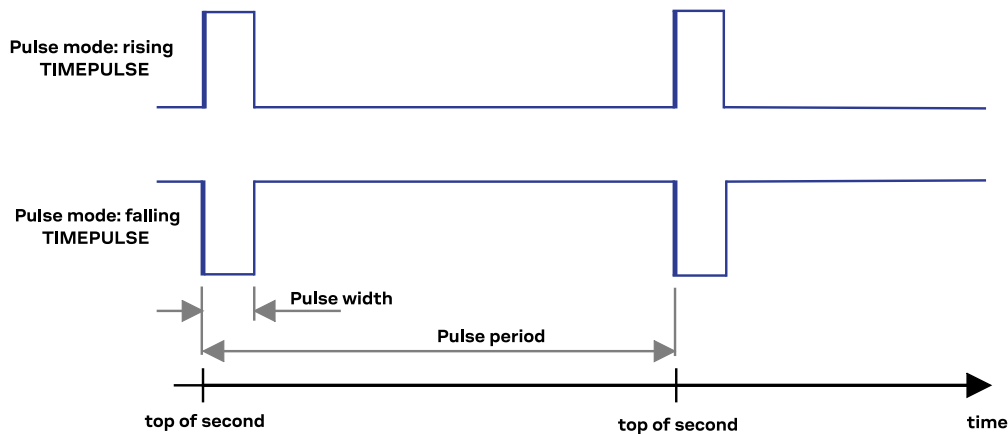 Pulse mode: rising
TIMEPULSE
Pulse mode: falling
TIMEPULSE
Pulse width
Pulse period
top of second
top of second
time